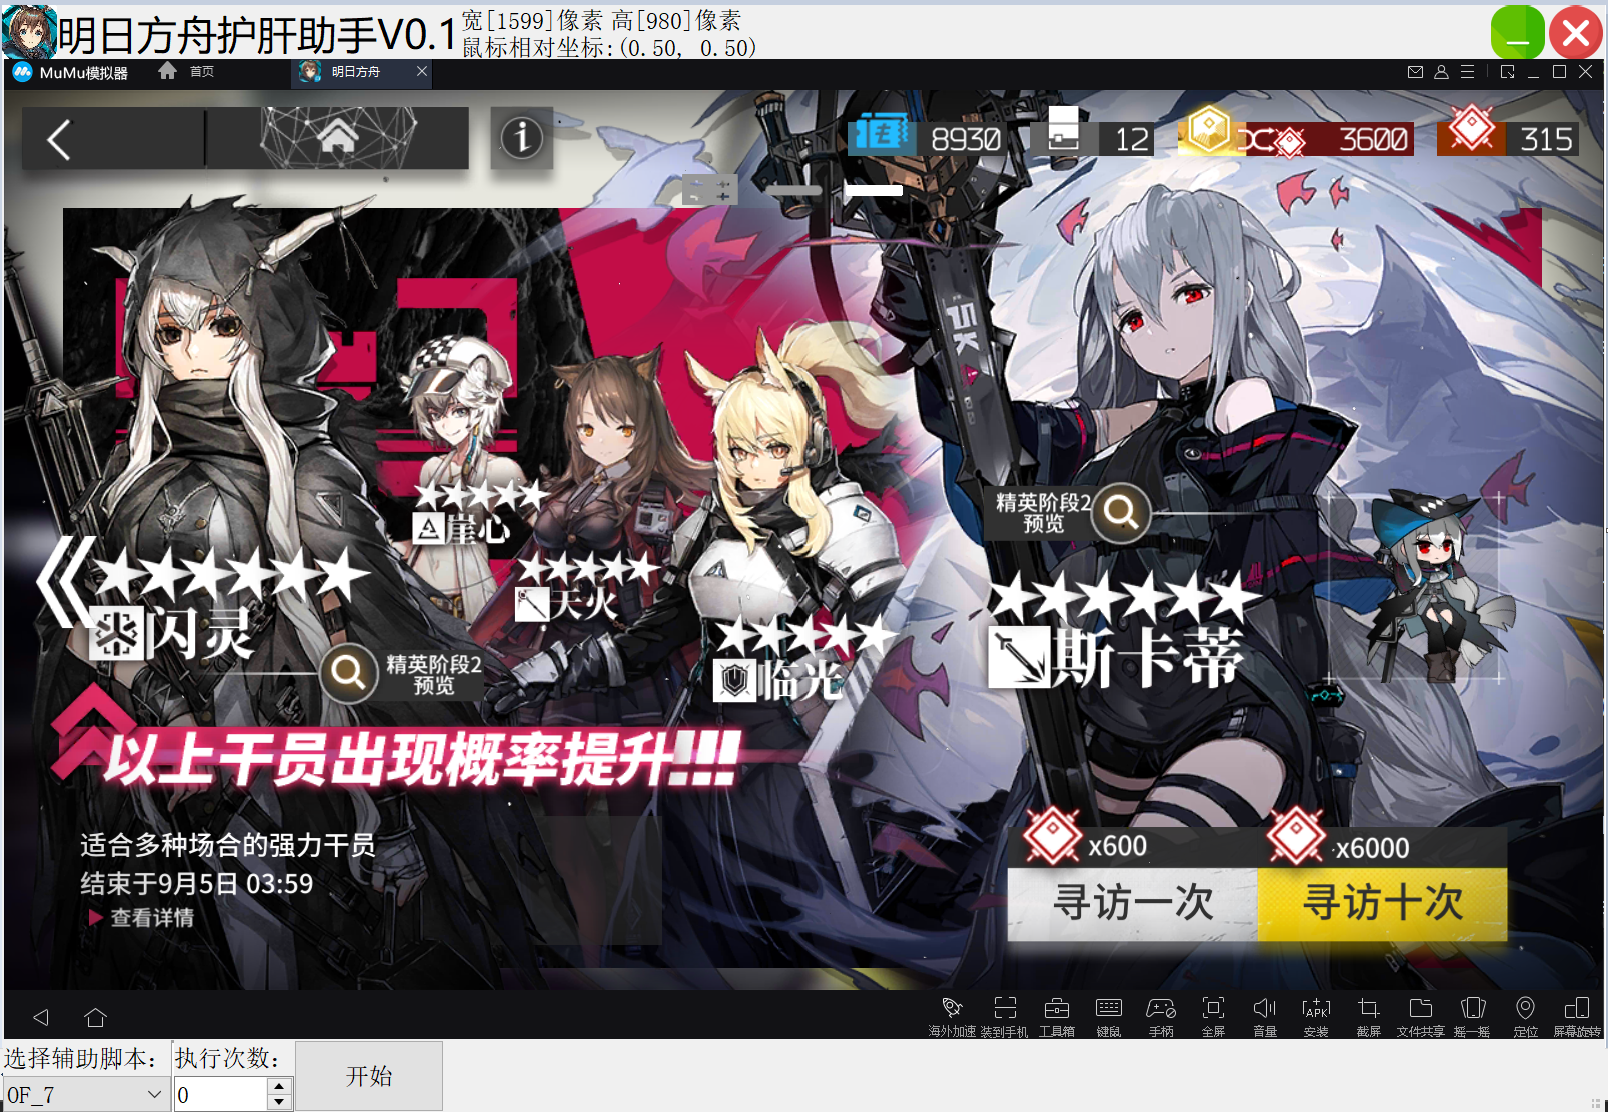 明日方舟护肝助手V0.1
宽[1599]像素 高[980]像素
鼠标相对坐标:(0.50, 0.50)
MuMu模拟器
首页
明日方舟
8930
12
3600
315
崖心
天火
临光
闪灵
精英阶段2
预览
精英阶段2
预览
斯卡蒂
以上干员出现概率提升!!!
适合多种场合的强力干员
结束于9月5日 03:59
查看详情
x600
x6000
寻访一次
寻访十次
海外加速
装到手机
工具箱
键鼠
手柄
全屏
音量
APK
安装
截屏
文件共享
摇一摇
定位
屏幕旋转
选择辅助脚本:
执行次数:
开始
OF_7
0